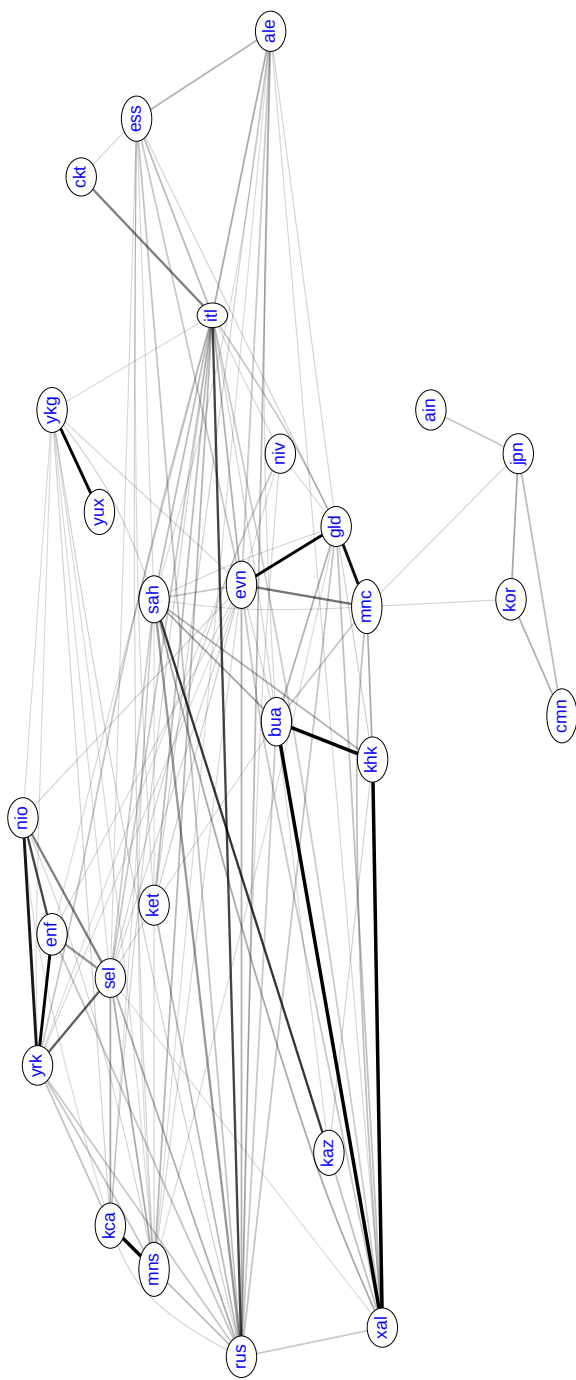 ale
ess
ckt
itl
ykg
ain
niv
jpn
yux
gld
evn
sah
kor
mnc
cmn
bua
khk
nio
ket
enf
sel
yrk
kaz
kca
mns
xal
rus